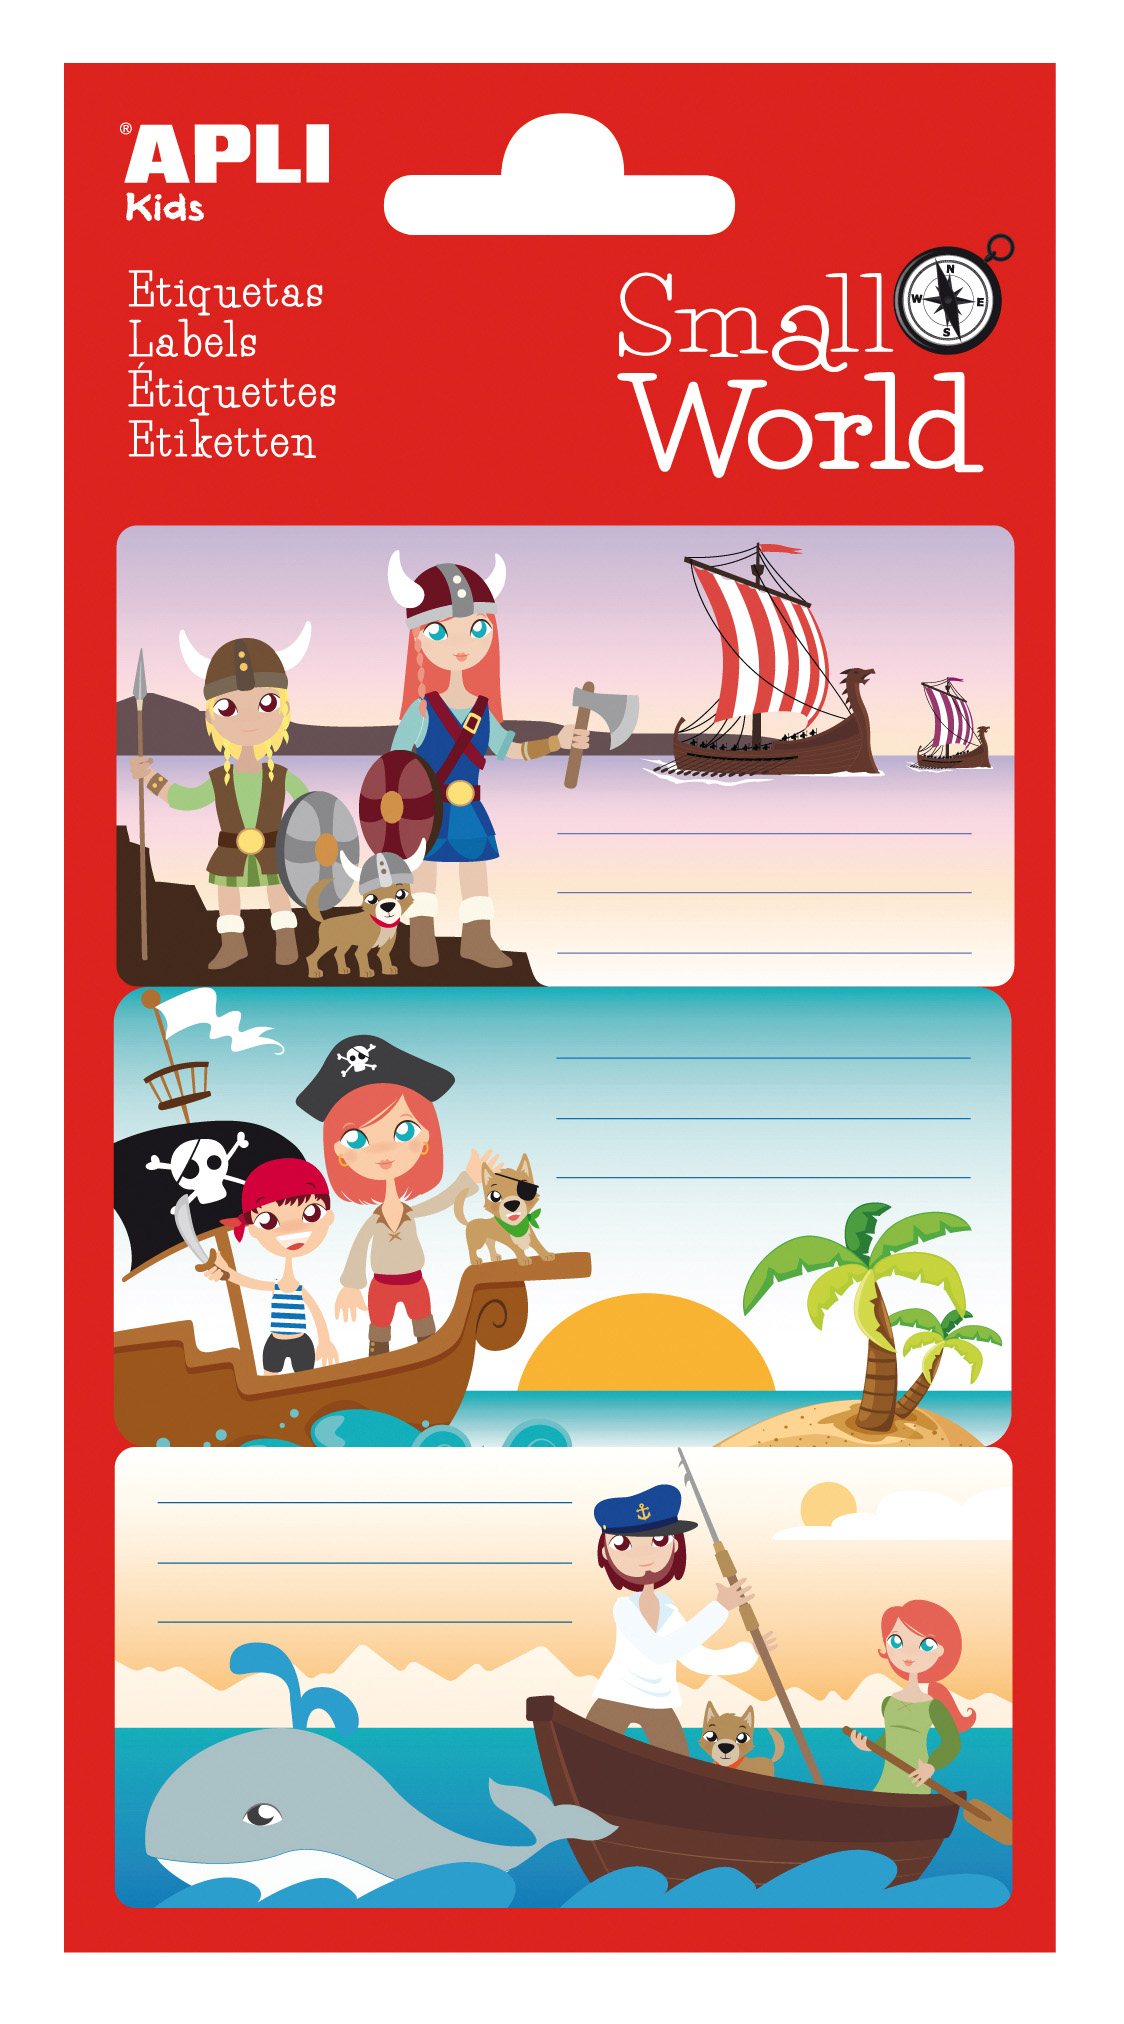 ® APLI
Kids
Etiquetas
Labels
Étiquettes
Etiketten
Small
World
N
W E
S